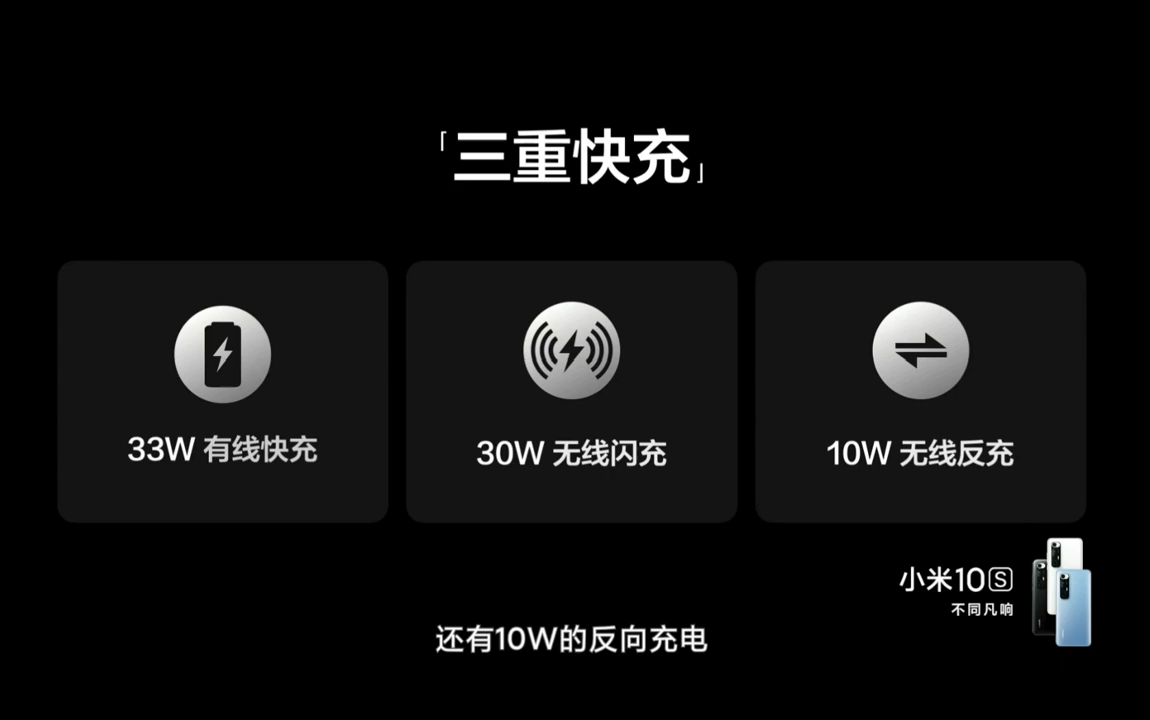 「三重快充」
33W 有线快充
30W 无线闪充
10W 无线反充
小米10S
不同凡响
还有10W的反向充电